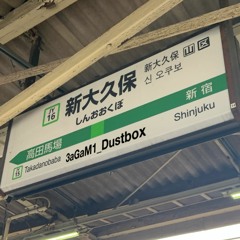 JY
16
新大久保
しんおおくぼ
新大久保 山 区
신 오쿠보
新宿
Shinjuku
高田馬場
Takadanobaba
3aGaM1_Dustbox
JY
15